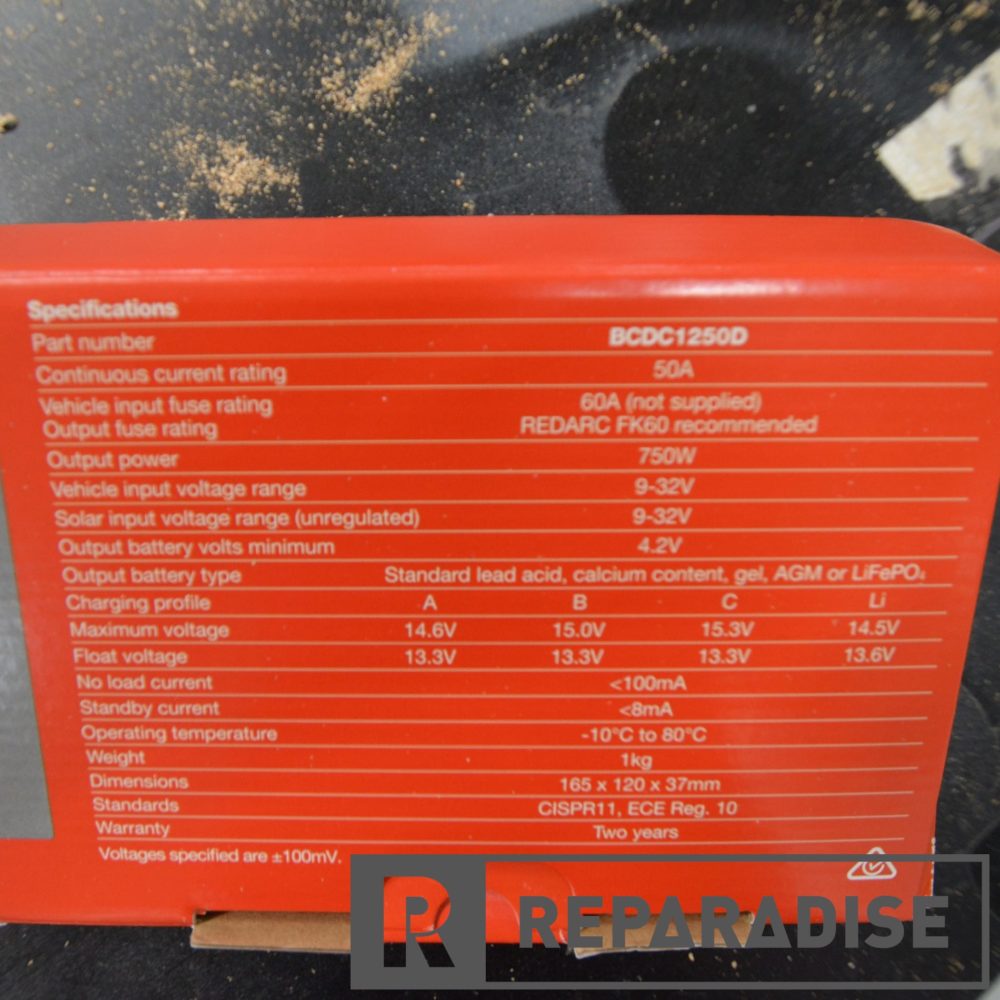 Specifications
Part number BCDC1250D
Continuous current rating 50A
Vehicle input fuse rating 60A (not supplied)
Output fuse rating REDARC FK60 recommended
Output power 750W
Vehicle input voltage range 9-32V
Solar input voltage range (unregulated) 9-32V
Output battery volts minimum 4.2V
Output battery type Standard lead acid, calcium content, gel, AGM or LiFePO₄
Charging profile A B C Li
Maximum voltage 14.6V 15.0V 15.3V 14.5V
Float voltage 13.3V 13.3V 13.3V 13.6V
No load current <100mA
Standby current <8mA
Operating temperature -10°C to 80°C
Weight 1kg
Dimensions 165 x 120 x 37mm
Standards CISPR11, ECE Reg. 10
Warranty Two years
Voltages specified are ±100mV.
R REPARADISE